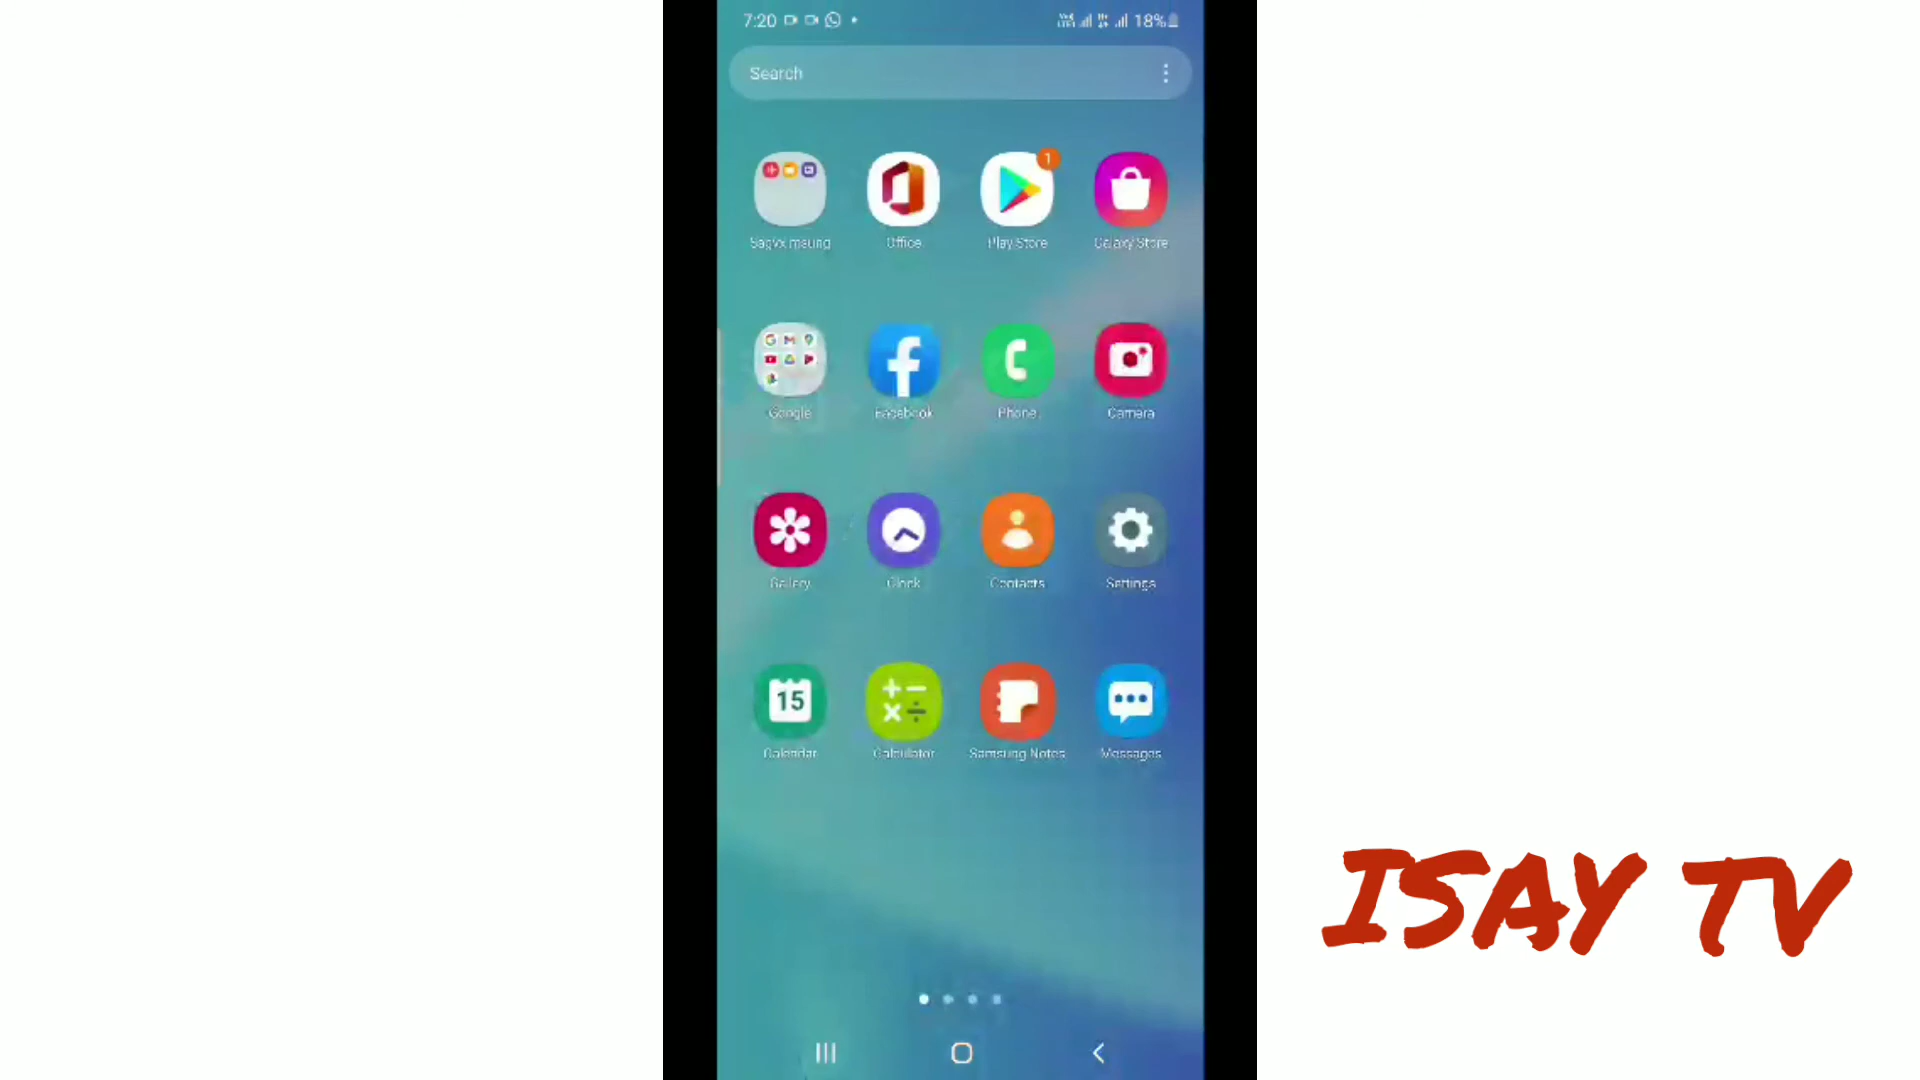 7:20 18%
Search
1
Office Play Store Galaxy Store
Google Facebook Phone Camera
Gallery Clock Contacts Settings
15
Calendar Calculator Samsung Notes Messages
ISAY TV